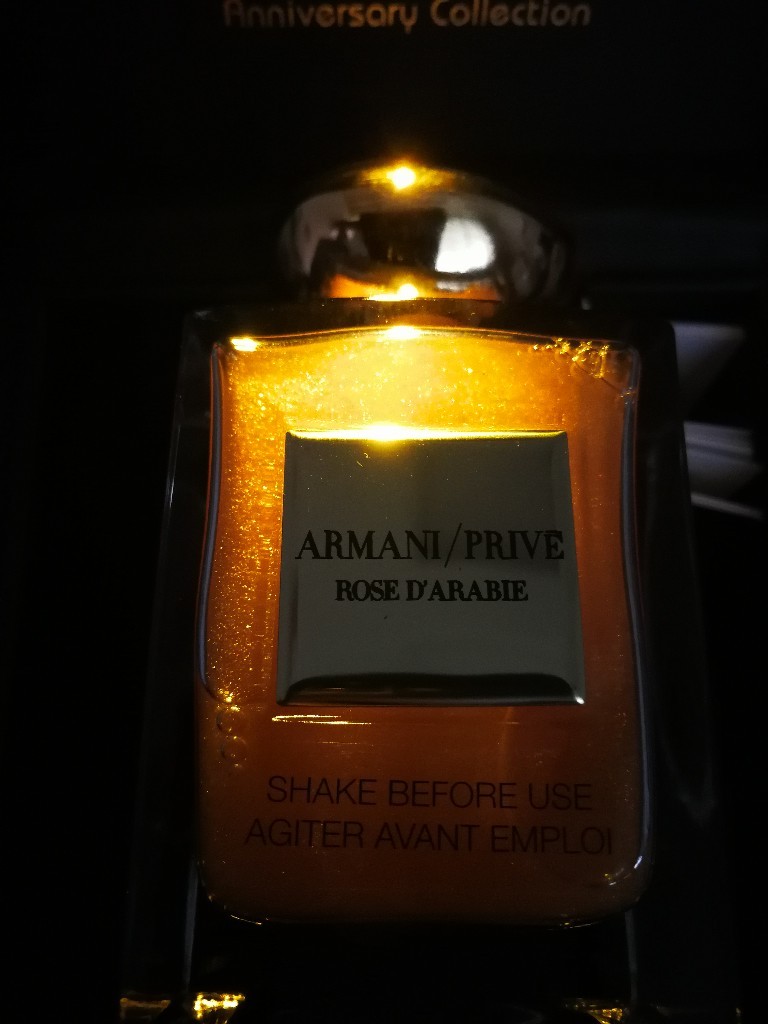 Anniversary Collection
ARMANI/PRIVE
ROSE D'ARABIE
SHAKE BEFORE USE
AGITER AVANT EMPLOI